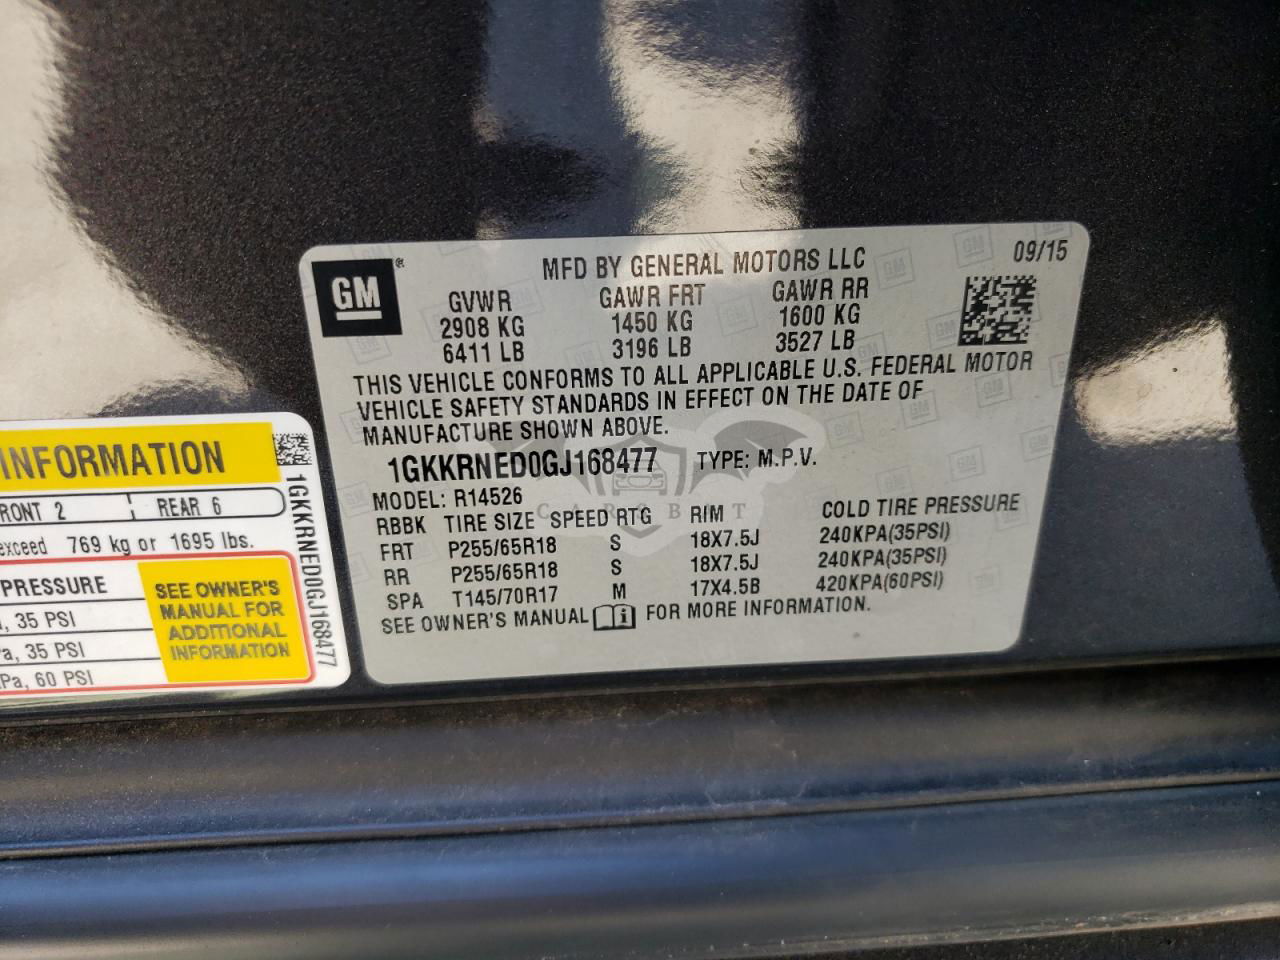 GM ®
MFD BY GENERAL MOTORS LLC
09/15
GVWR GAWR FRT GAWR RR
2908 KG 1450 KG 1600 KG
6411 LB 3196 LB 3527 LB
THIS VEHICLE CONFORMS TO ALL APPLICABLE U.S. FEDERAL MOTOR
VEHICLE SAFETY STANDARDS IN EFFECT ON THE DATE OF
MANUFACTURE SHOWN ABOVE.
1GKKRNED0GJ168477 TYPE: M.P.V.
MODEL: R14526
RBBK TIRE SIZE SPEED RTG RIM COLD TIRE PRESSURE
FRT P255/65R18 S 18X7.5J 240KPA(35PSI)
RR P255/65R18 S 18X7.5J 240KPA(35PSI)
SPA T145/70R17 M 17X4.5B 420KPA(60PSI)
SEE OWNER'S MANUAL FOR MORE INFORMATION.
INFORMATION
RONT 2 REAR 6
exceed 769 kg or 1695 lbs.
PRESSURE
, 35 PSI
a, 35 PSI
Pa, 60 PSI
SEE OWNER'S
MANUAL FOR
ADDITIONAL
INFORMATION
1GKKRNED0GJ168477